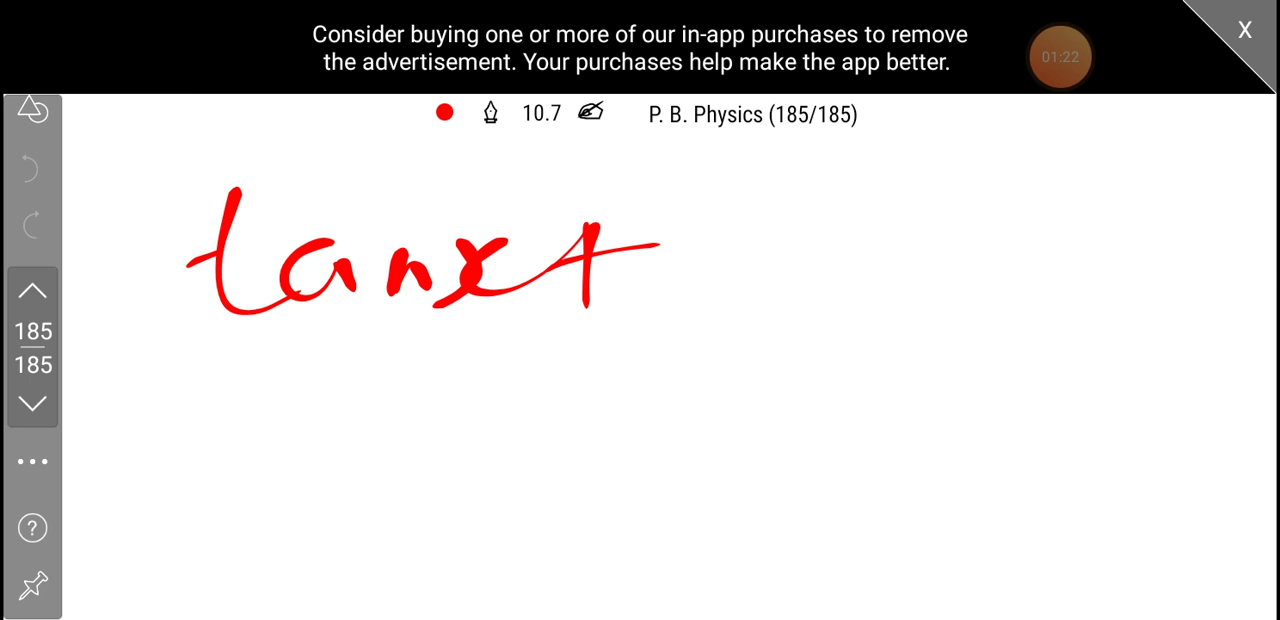 Consider buying one or more of our in-app purchases to remove
the advertisement. Your purchases help make the app better.
01:22
X
10.7
P. B. Physics (185/185)
tanx+
185
185
?